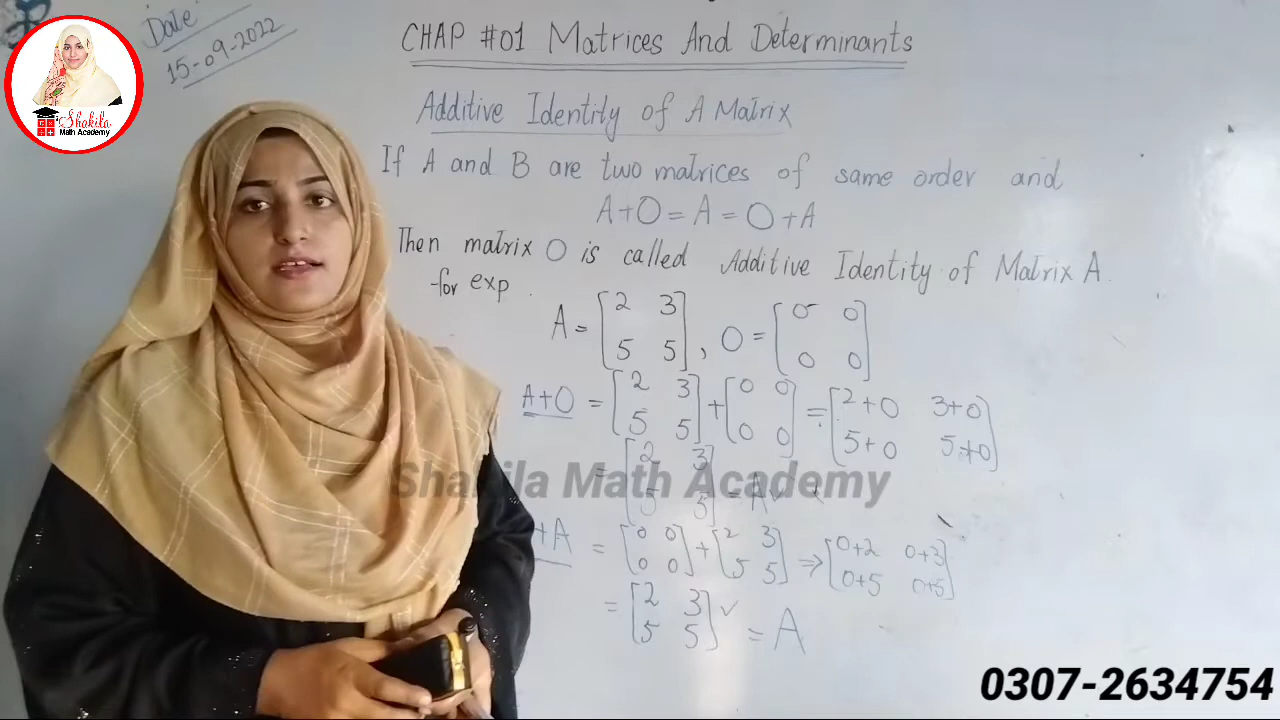 Date
15-09-2022
Shakila
Math Academy
CHAP #01 Matrices And Determinants
Additive Identity of A Matrix
If A and B are two matrices of same order and
A+O = A = O+A
Then matrix O is called Additive Identity of Matrix A.
for exp.
A = [2 3
5 5], O = [0 0
0 0]
A+O = [2 3
5 5] + [0 0
0 0] = [2+0 3+0
5+0 5+0]
= [2 3
5 5] = A ✓
Shakila Math Academy
+A = [0 0
0 0] + [2 3
5 5] ⇒ [0+2 0+3
0+5 0+5]
= [2 3
5 5] ✓ = A
0307-2634754